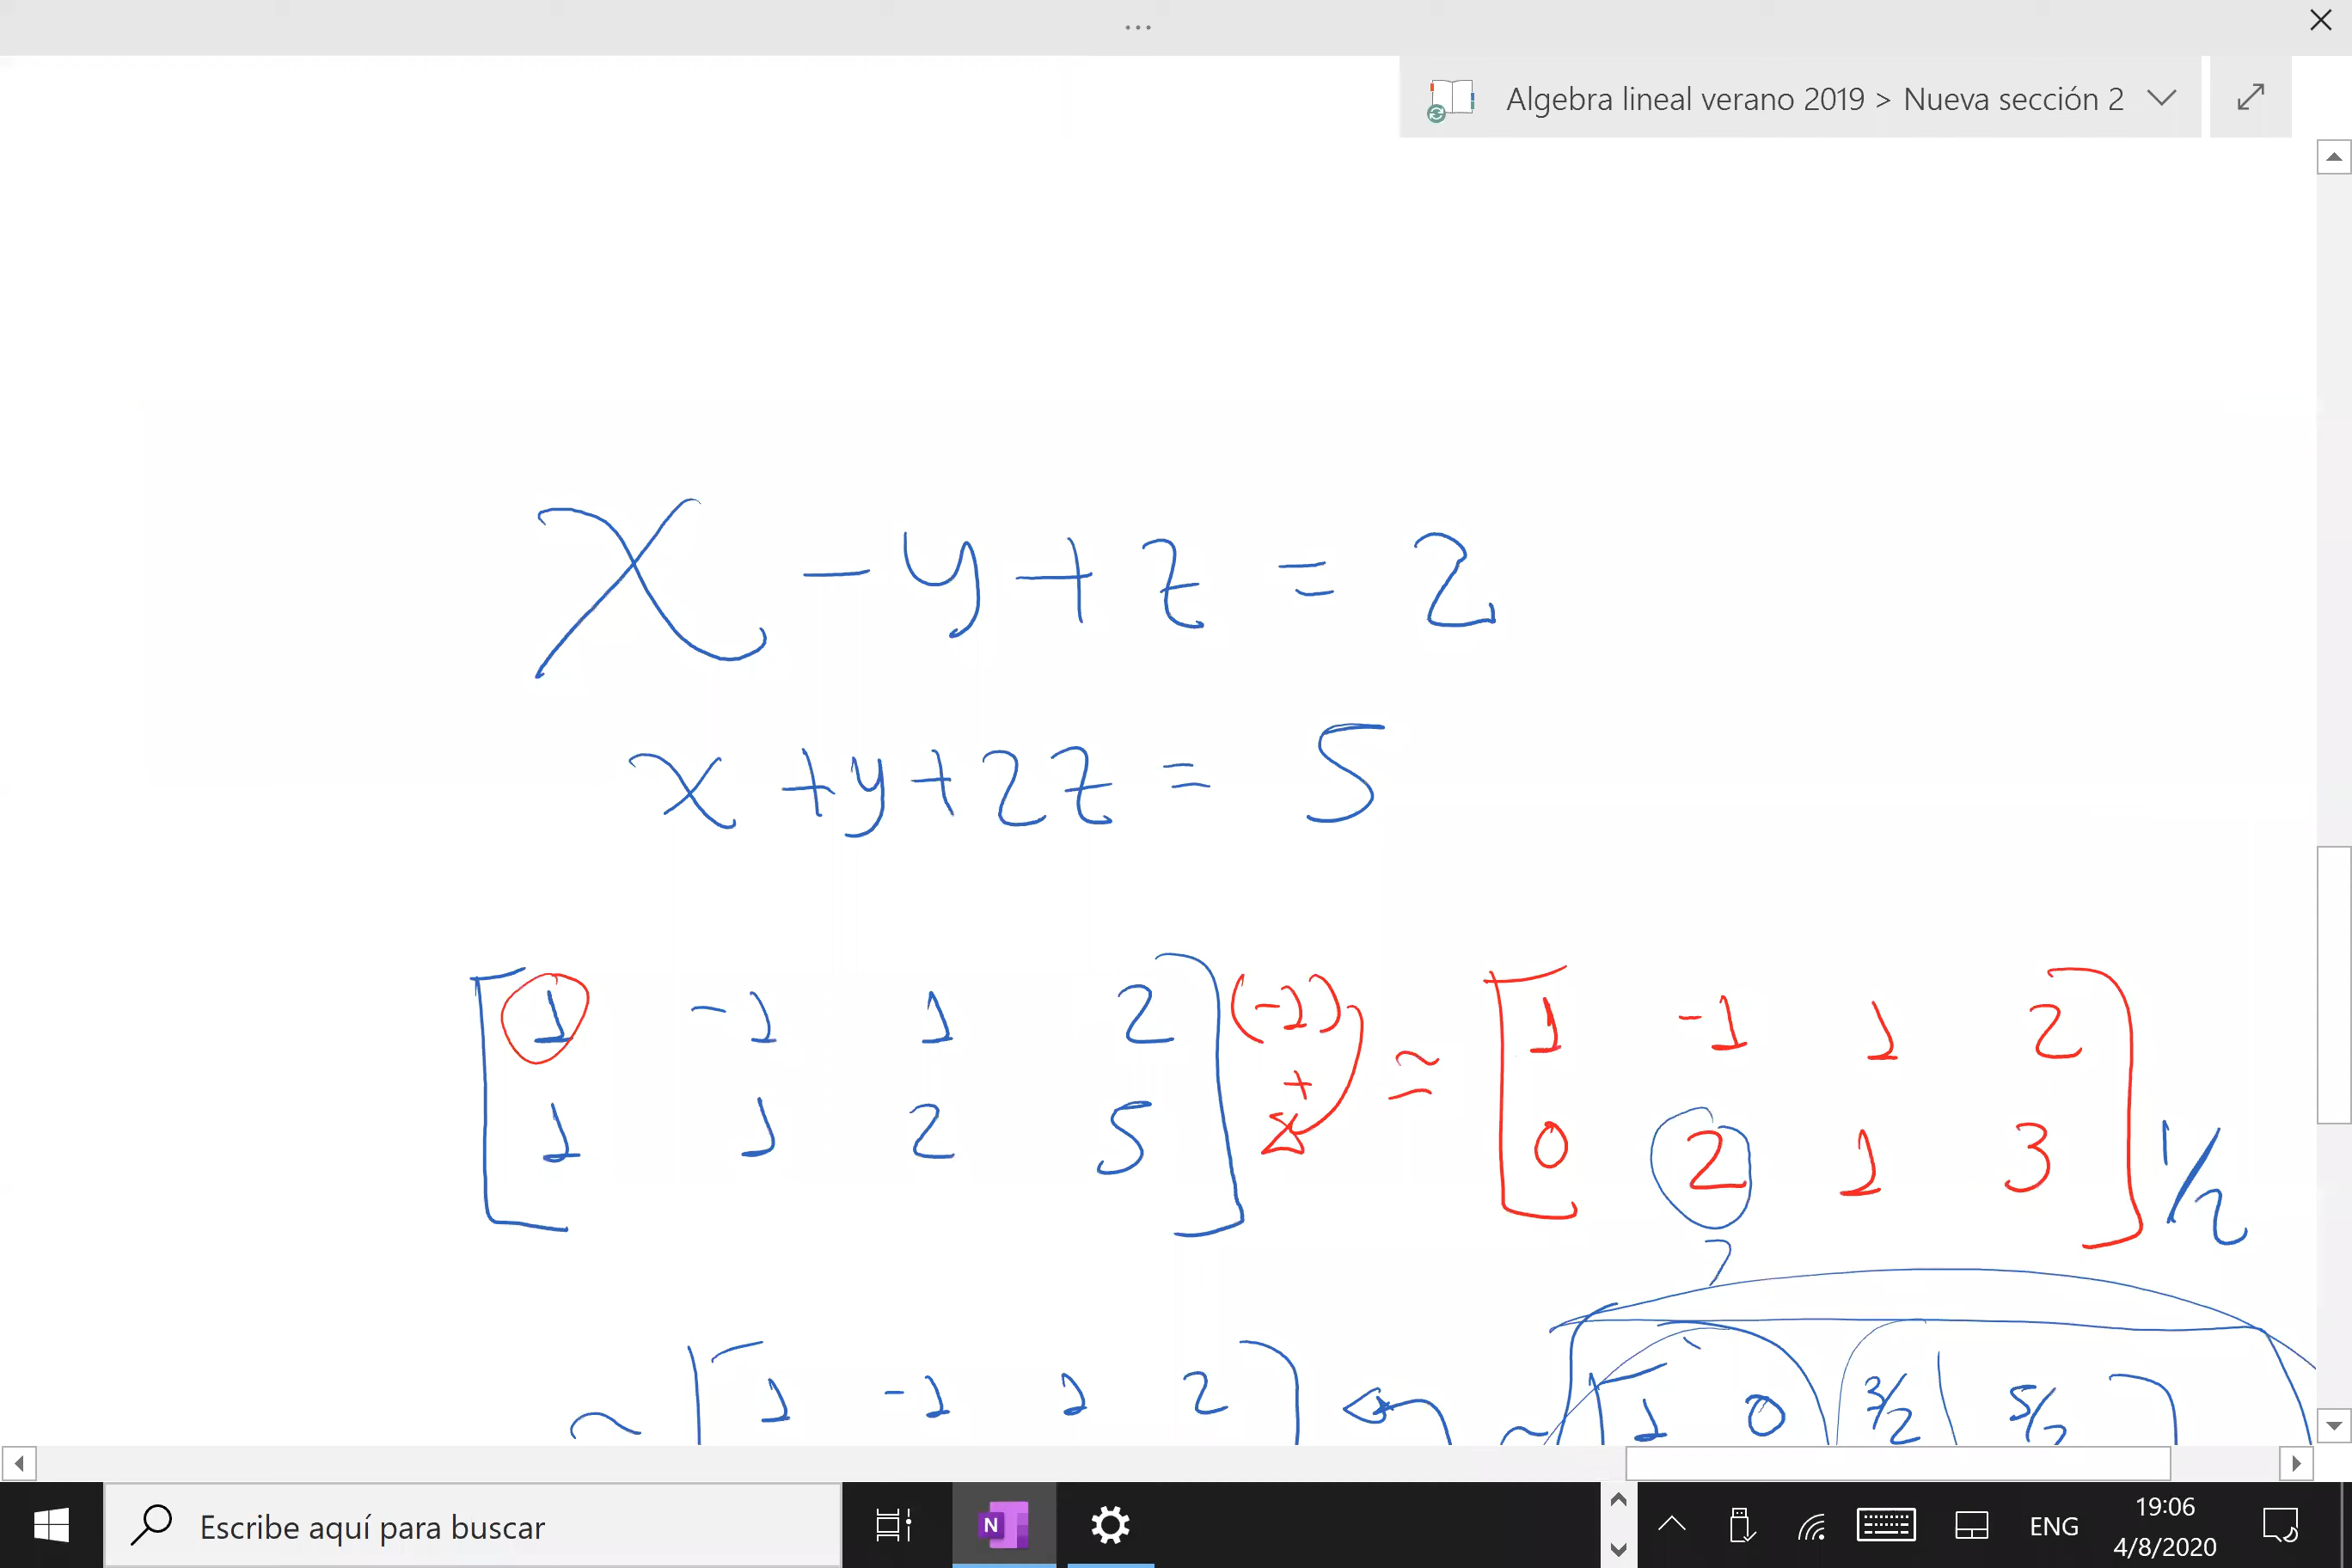 ...
Algebra lineal verano 2019 > Nueva sección 2
x - y + z = 2
x + y + 2z = 5
1 -1 1 2 (-1) ≃ 1 -1 1 2
1 1 2 5 + 0 2 1 3 1/2
~ 1 -1 1 2 ~ 1 0 3/2 5/2
Escribe aquí para buscar
N
ENG
19:06
4/8/2020